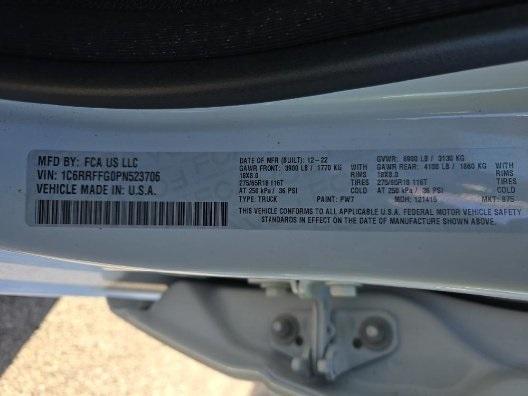 MFD BY: FCA US LLC
VIN: 1C6RRFFG0PN523706
VEHICLE MADE IN: U.S.A.
DATE OF MFR (BUILT): 12-22 GVWR: 6900 LB / 3130 KG
GAWR FRONT: 3900 LB / 1770 KG WITH GAWR REAR: 4100 LB / 1860 KG WITH
18X8.0 RIMS 18X8.0 RIMS
275/65R18 116T TIRES 275/65R18 116T TIRES
AT 250 kPa / 36 PSI COLD AT 250 kPa / 36 PSI COLD
TYPE: TRUCK PAINT: PW7 MDH: 121415 MKT: 875
THIS VEHICLE CONFORMS TO ALL APPLICABLE U.S.A. FEDERAL MOTOR VEHICLE SAFETY
STANDARDS IN EFFECT ON THE DATE OF MANUFACTURE SHOWN ABOVE.